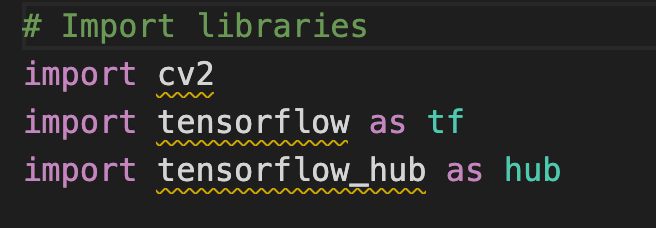 # Import libraries
import cv2
import tensorflow as tf
import tensorflow_hub as hub